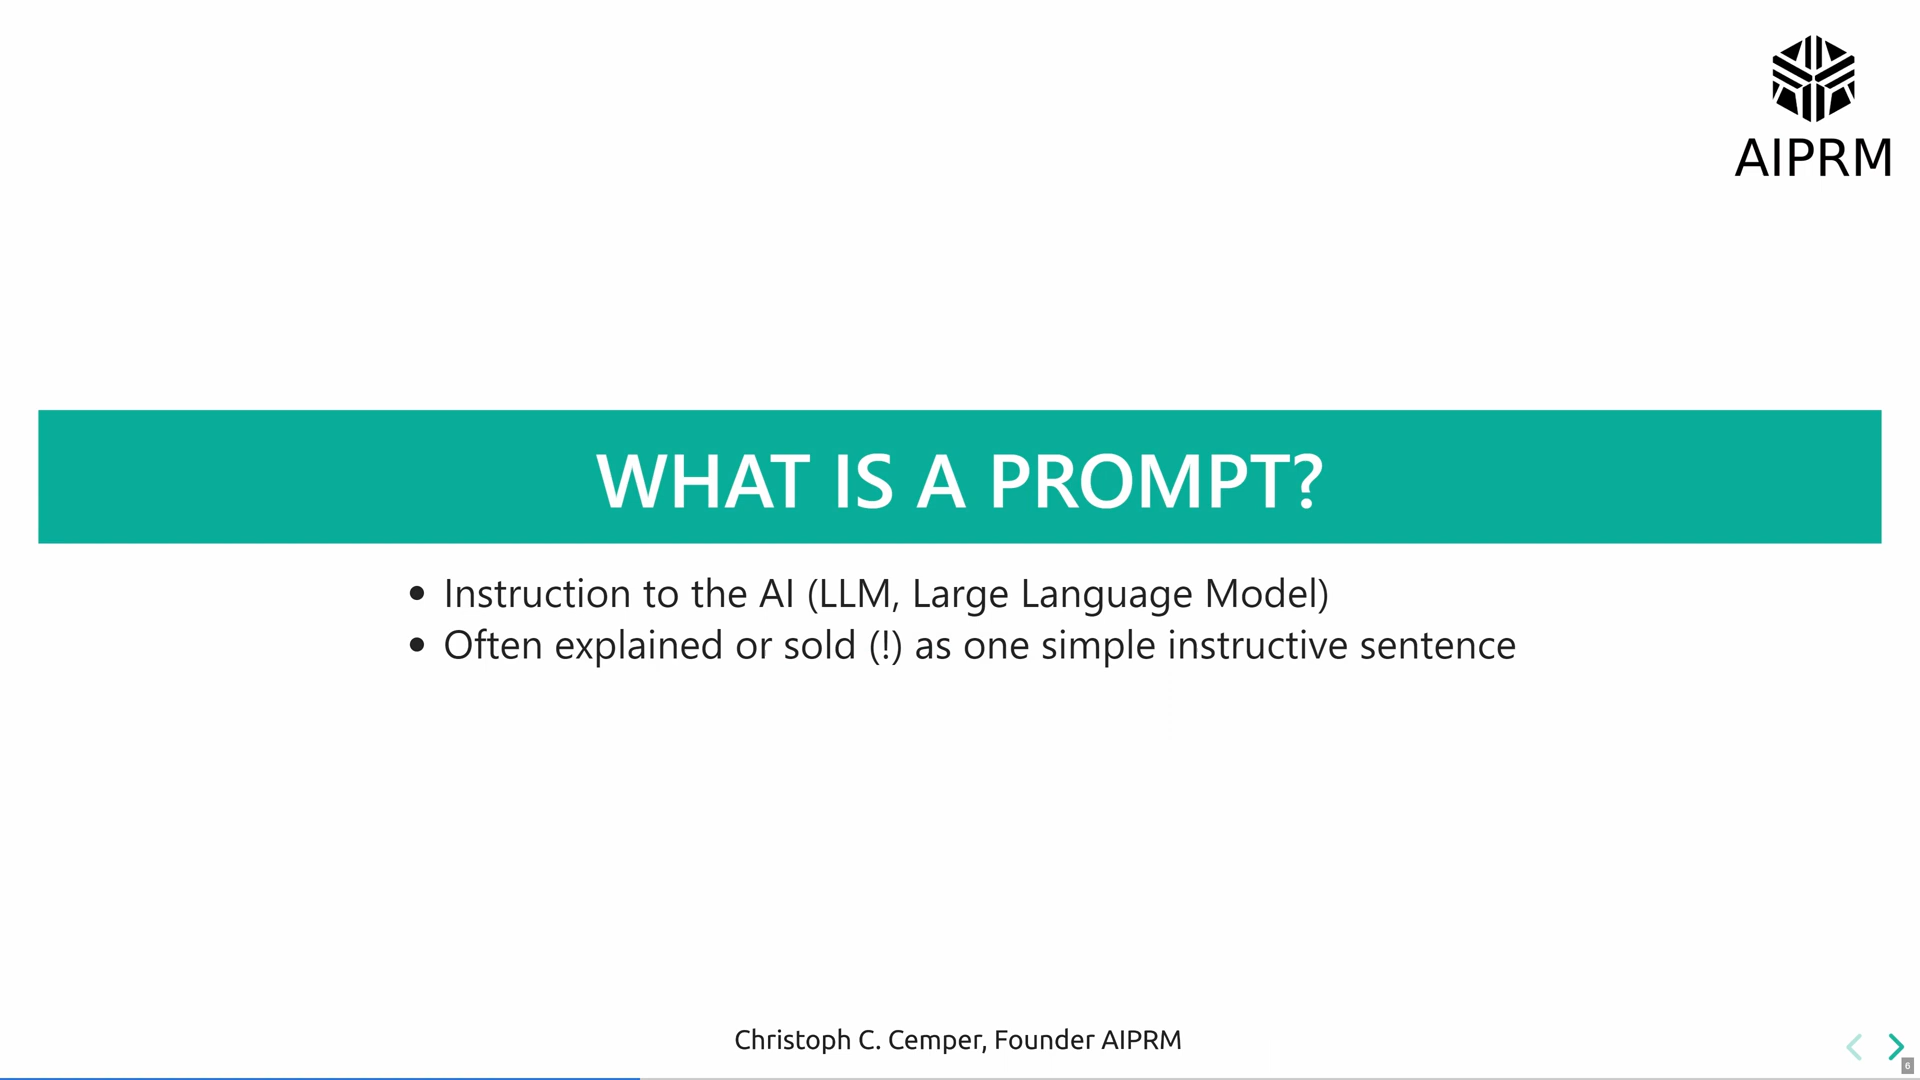 AIPRM
WHAT IS A PROMPT?
• Instruction to the AI (LLM, Large Language Model)
• Often explained or sold (!) as one simple instructive sentence
Christoph C. Cemper, Founder AIPRM
6